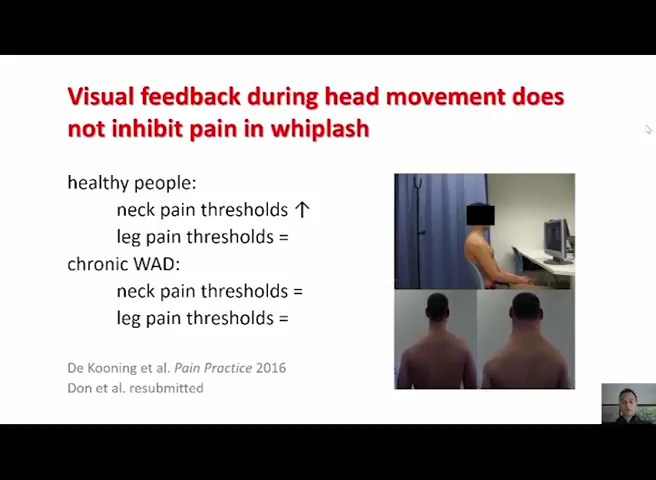 Visual feedback during head movement does
not inhibit pain in whiplash
healthy people:
neck pain thresholds ↑
leg pain thresholds =
chronic WAD:
neck pain thresholds =
leg pain thresholds =
De Kooning et al. Pain Practice 2016
Don et al. resubmitted